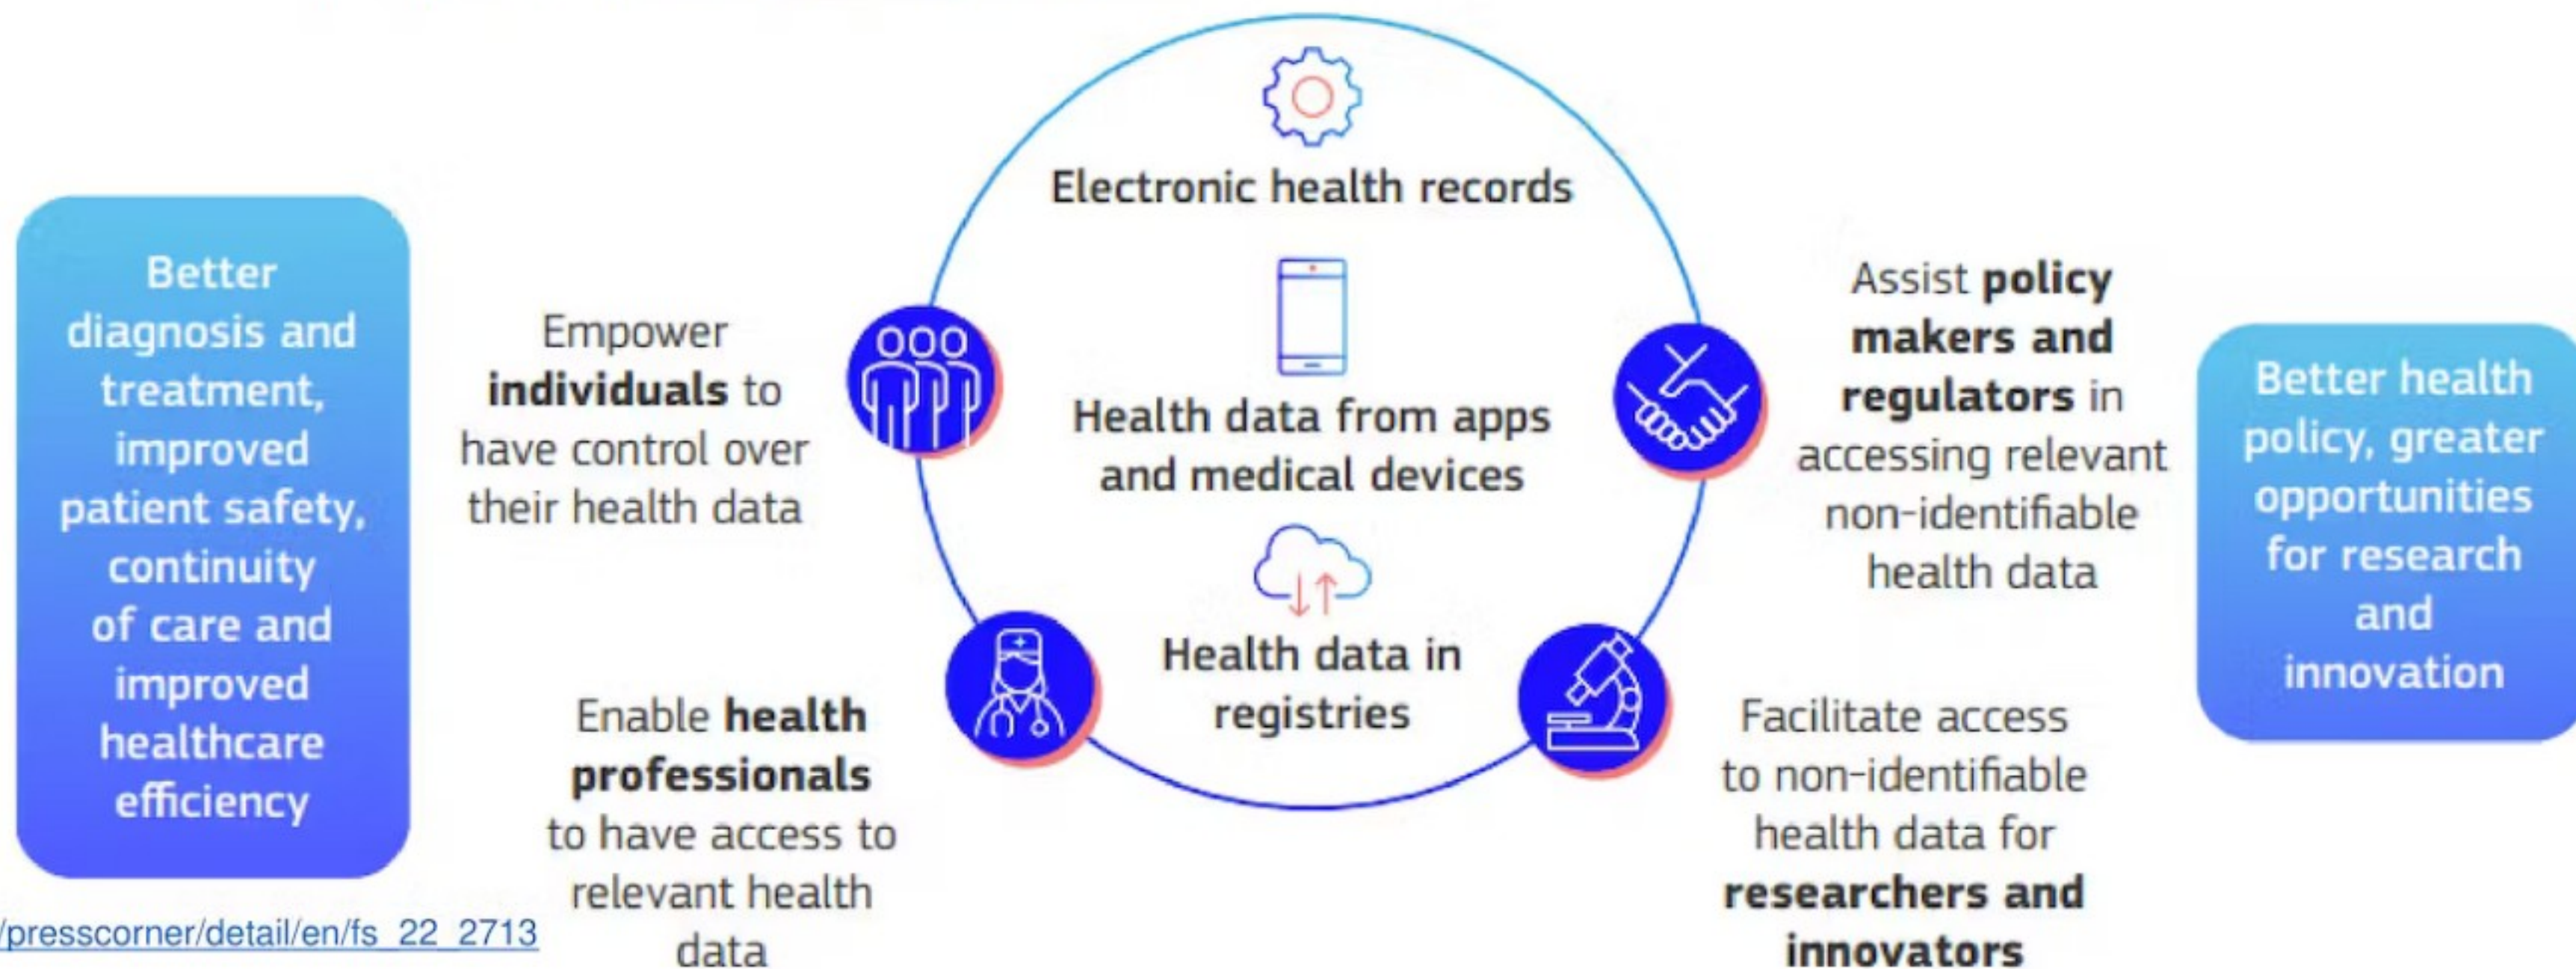 Better
diagnosis and
treatment,
improved
patient safety,
continuity
of care and
improved
healthcare
efficiency
Empower
individuals to
have control over
their health data
Enable health
professionals
to have access to
relevant health
data
Electronic health records
Health data from apps
and medical devices
Health data in
registries
Assist policy
makers and
regulators in
accessing relevant
non-identifiable
health data
Facilitate access
to non-identifiable
health data for
researchers and
innovators
Better health
policy, greater
opportunities
for research
and
innovation
/presscorner/detail/en/fs_22_2713